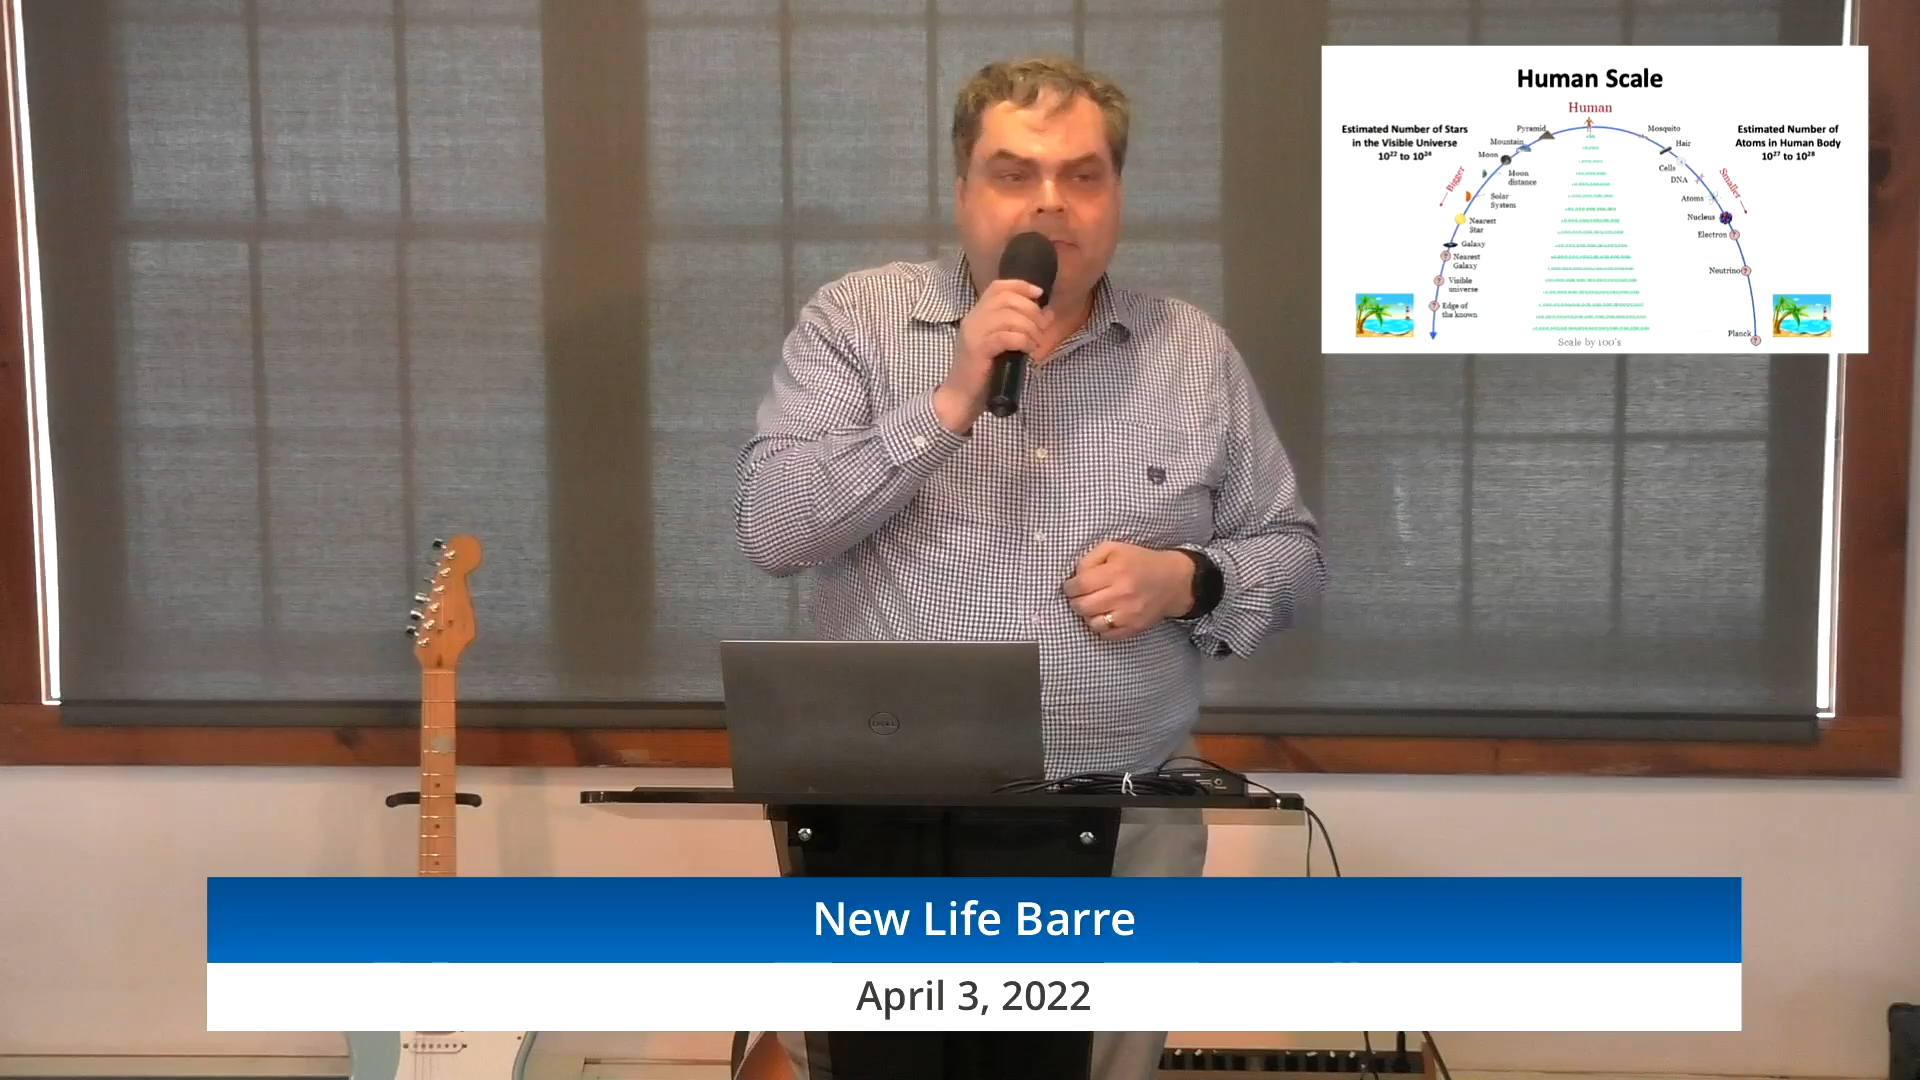 Human Scale
Human
Estimated Number of Stars
in the Visible Universe
10²² to 10²⁴
Estimated Number of
Atoms in Human Body
10²⁷ to 10²⁸
Pyramid
Mountain
Moon
Moon
distance
Solar
System
Nearest
Star
Galaxy
Nearest
Galaxy
Visible
universe
Edge of
the known
Bigger
Mosquito
Hair
Cells
DNA
Atoms
Nucleus
Electron
Neutrino
Planck
Smaller
Scale by 100's
DELL
New Life Barre
April 3, 2022